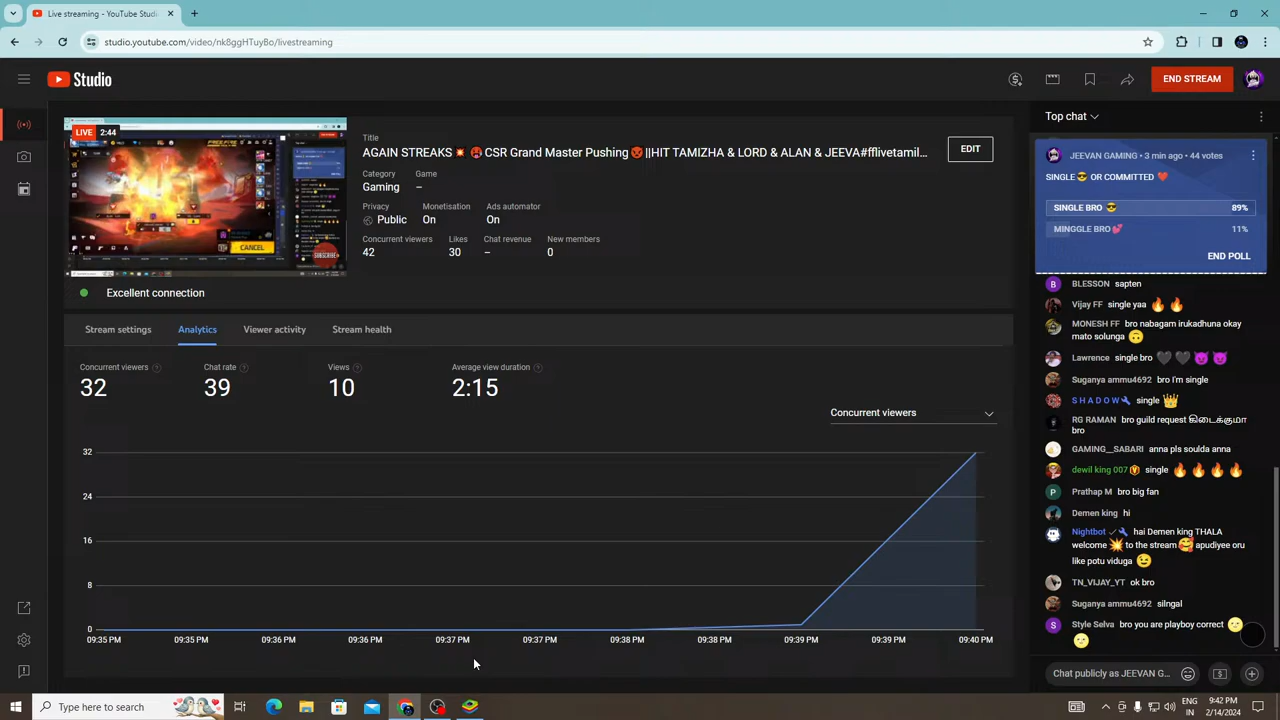 Live streaming - YouTube Studi
studio.youtube.com/video/nk8ggHTuyBo/livestreaming
Studio
END STREAM
LIVE 2:44
CANCEL
SUBSCRIBE
Title
AGAIN STREAKS💥 👹CSR Grand Master Pushing👹||HIT TAMIZHA & LORD & ALAN & JEEVA#fflivetamil...
EDIT
Category
Game
Gaming
–
Privacy
Monetisation
Ads automator
Public
On
On
Concurrent viewers
Likes
Chat revenue
New members
42
30
–
0
Excellent connection
Stream settings
Analytics
Viewer activity
Stream health
Concurrent viewers
Chat rate
Views
Average view duration
32
39
10
2:15
Concurrent viewers
32
24
16
8
0
09:35 PM
09:35 PM
09:36 PM
09:36 PM
09:37 PM
09:37 PM
09:38 PM
09:38 PM
09:39 PM
09:39 PM
09:40 PM
Top chat
JEEVAN GAMING • 3 min ago • 44 votes
SINGLE😎 OR COMMITTED ❤️
SINGLE BRO 😎 89%
MINGGLE BRO💕 11%
END POLL
BLESSON sapten
Vijay FF single yaa 🔥 🔥
MONESH FF bro nabagam irukadhuna okay
mato solunga 🙃
Lawrence single bro 🖤 🖤 😈 😈
Suganya ammu4692 bro I'm single
S H A D O W single 👑
RG RAMAN bro guild request இடைக்குமா
bro
GAMING__SABARI anna pls soulda anna
dewil king 007 single 🔥 🔥 🔥 🔥
Prathap M bro big fan
Demen king hi
Nightbot hai Demen king THALA
welcome 💥 to the stream🥰 apudiyee oru
like potu viduga 😉
TN_VIJAY_YT ok bro
Suganya ammu4692 silngal
Style Selva bro you are playboy correct 🌝
🌝
Chat publicly as JEEVAN G...
Type here to search
ENG
IN
9:42 PM
2/14/2024